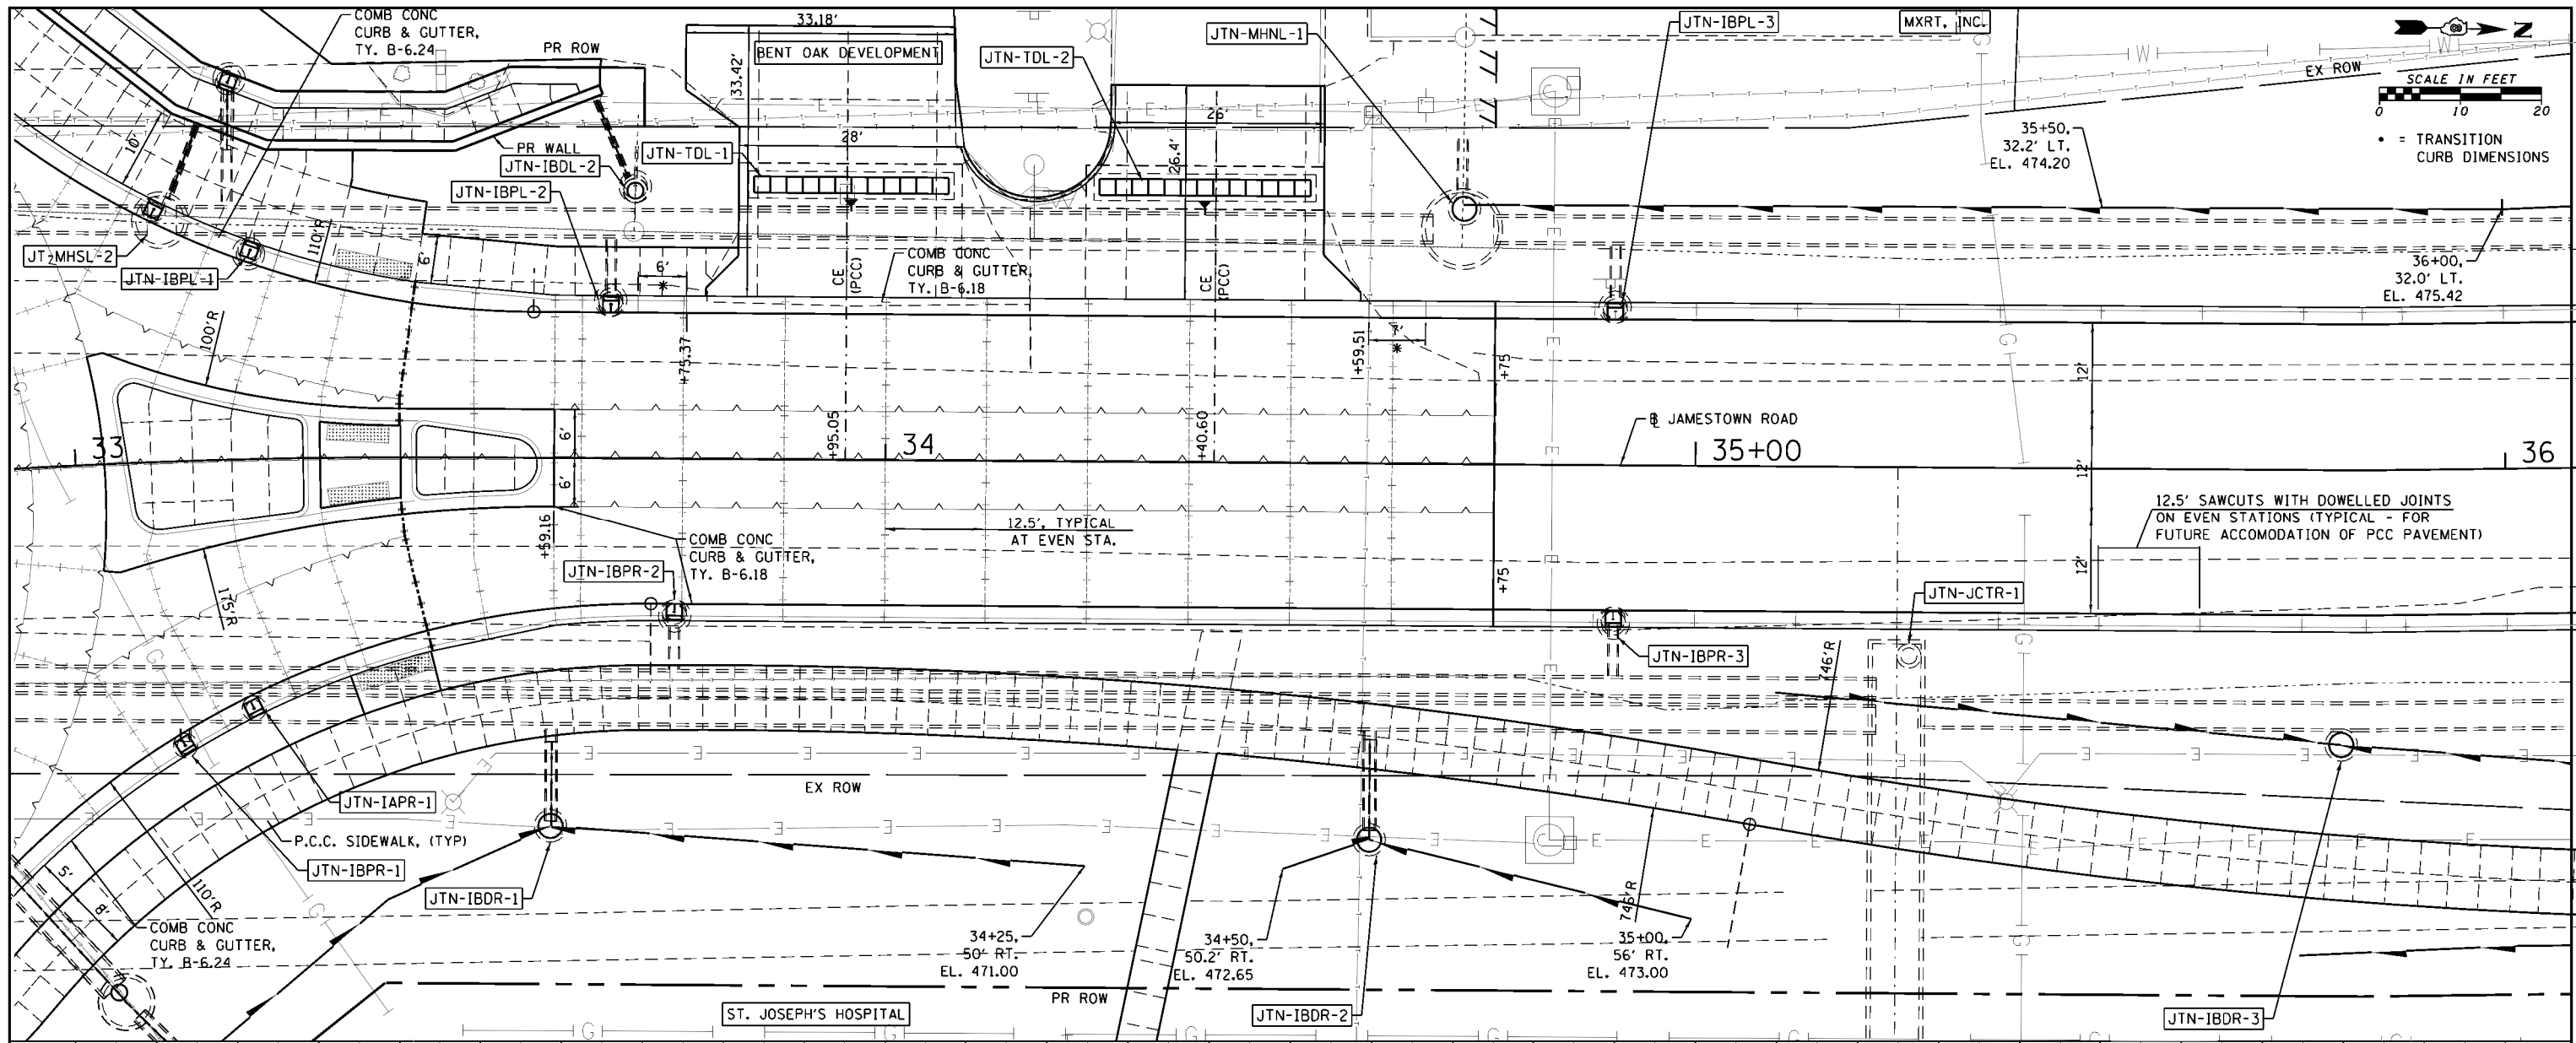 COMB CONC
CURB & GUTTER,
TY. B-6.24
PR ROW
33.18'
BENT OAK DEVELOPMENT
33.42'
JTN-TDL-2
JTN-MHNL-1
JTN-IBPL-3
MXRT, INC.
N
W
W
EX ROW
SCALE IN FEET
0 10 20
* = TRANSITION
CURB DIMENSIONS
35+50,
32.2' LT.
EL. 474.20
10'
PR WALL
JTN-IBDL-2
JTN-TDL-1
28'
26'
26.4'
JTN-IBPL-2
JT-MHSL-2
JTN-IBPL-1
110'R
6'
6'
*
CE
(PCC)
COMB CONC
CURB & GUTTER,
TY. B-6.18
CE
(PCC)
36+00,
32.0' LT.
EL. 475.42
100'R
+75.37
+59.51
7'
*
+75
12'
33
6'
6'
+95.05
34
+40.60
℄ JAMESTOWN ROAD
35+00
12'
36
+59.16
12.5', TYPICAL
AT EVEN STA.
12.5' SAWCUTS WITH DOWELLED JOINTS
ON EVEN STATIONS (TYPICAL - FOR
FUTURE ACCOMODATION OF PCC PAVEMENT)
COMB CONC
CURB & GUTTER,
TY. B-6.18
JTN-IBPR-2
+75
12'
JTN-JCTR-1
175'R
JTN-IBPR-3
746'R
JTN-IAPR-1
EX ROW
P.C.C. SIDEWALK, (TYP)
JTN-IBPR-1
JTN-IBDR-1
5'
8'
110'R
746'R
COMB CONC
CURB & GUTTER,
TY. B-6.24
34+25,
50' RT.
EL. 471.00
34+50,
50.2' RT.
EL. 472.65
35+00,
56' RT.
EL. 473.00
PR ROW
ST. JOSEPH'S HOSPITAL
JTN-IBDR-2
JTN-IBDR-3